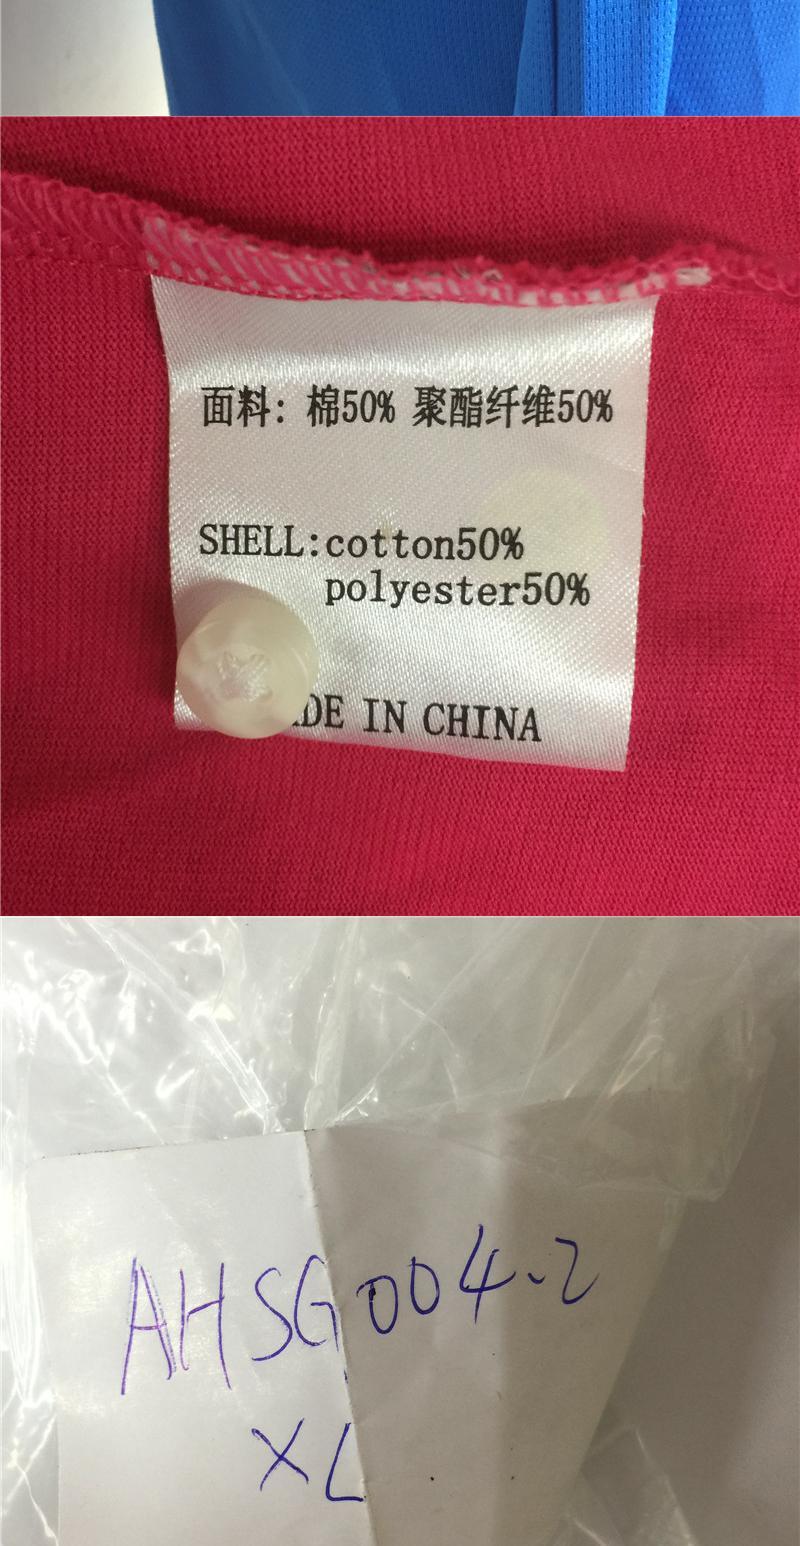 面料: 棉50% 聚酯纤维50%
SHELL:cotton50%
polyester50%
IN CHINA
AHSG004-2
XL